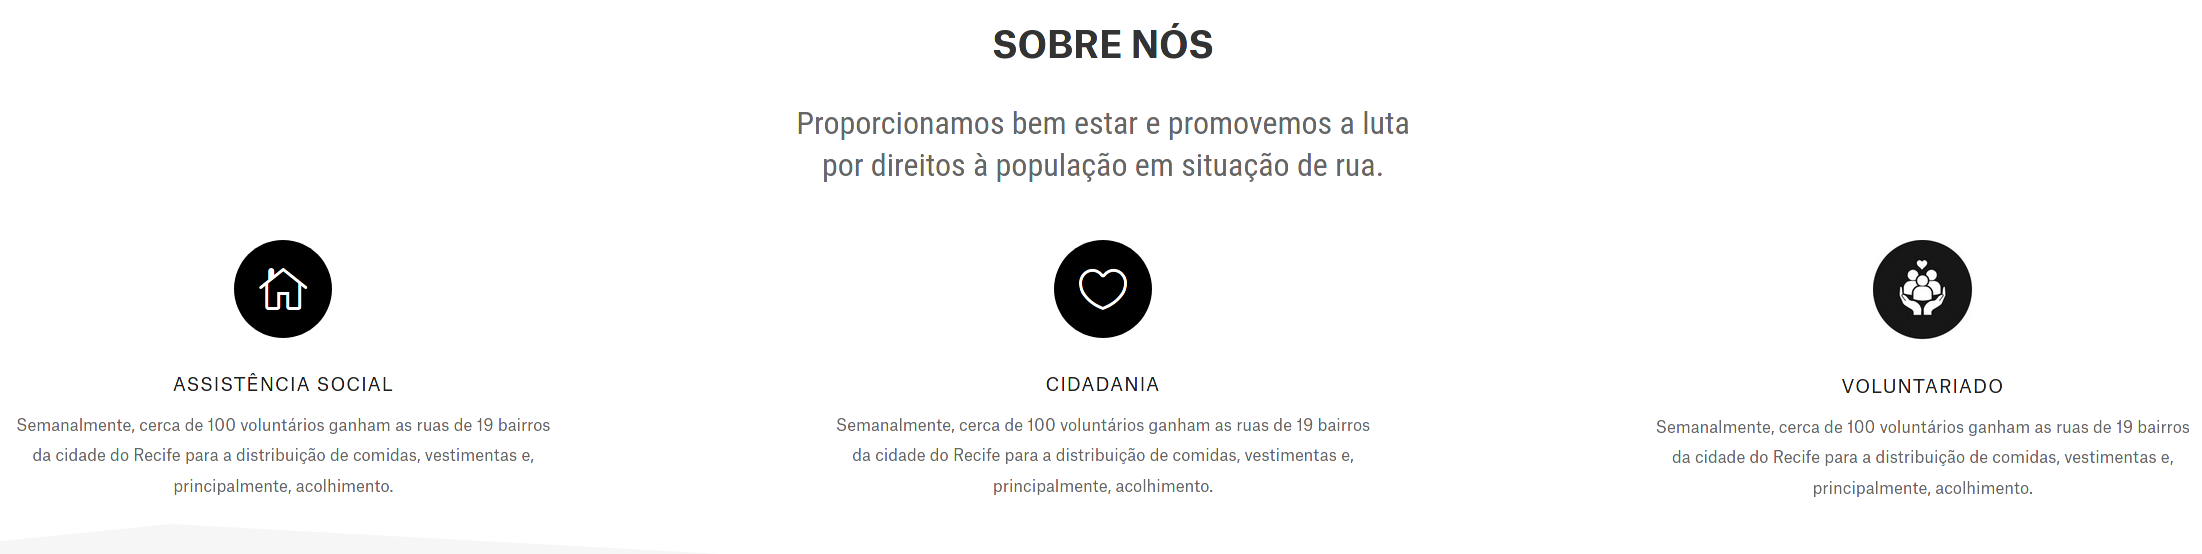 SOBRE NÓS
Proporcionamos bem estar e promovemos a luta
por direitos à população em situação de rua.
ASSISTÊNCIA SOCIAL
Semanalmente, cerca de 100 voluntários ganham as ruas de 19 bairros
da cidade do Recife para a distribuição de comidas, vestimentas e,
principalmente, acolhimento.
CIDADANIA
Semanalmente, cerca de 100 voluntários ganham as ruas de 19 bairros
da cidade do Recife para a distribuição de comidas, vestimentas e,
principalmente, acolhimento.
VOLUNTARIADO
Semanalmente, cerca de 100 voluntários ganham as ruas de 19 bairros
da cidade do Recife para a distribuição de comidas, vestimentas e,
principalmente, acolhimento.